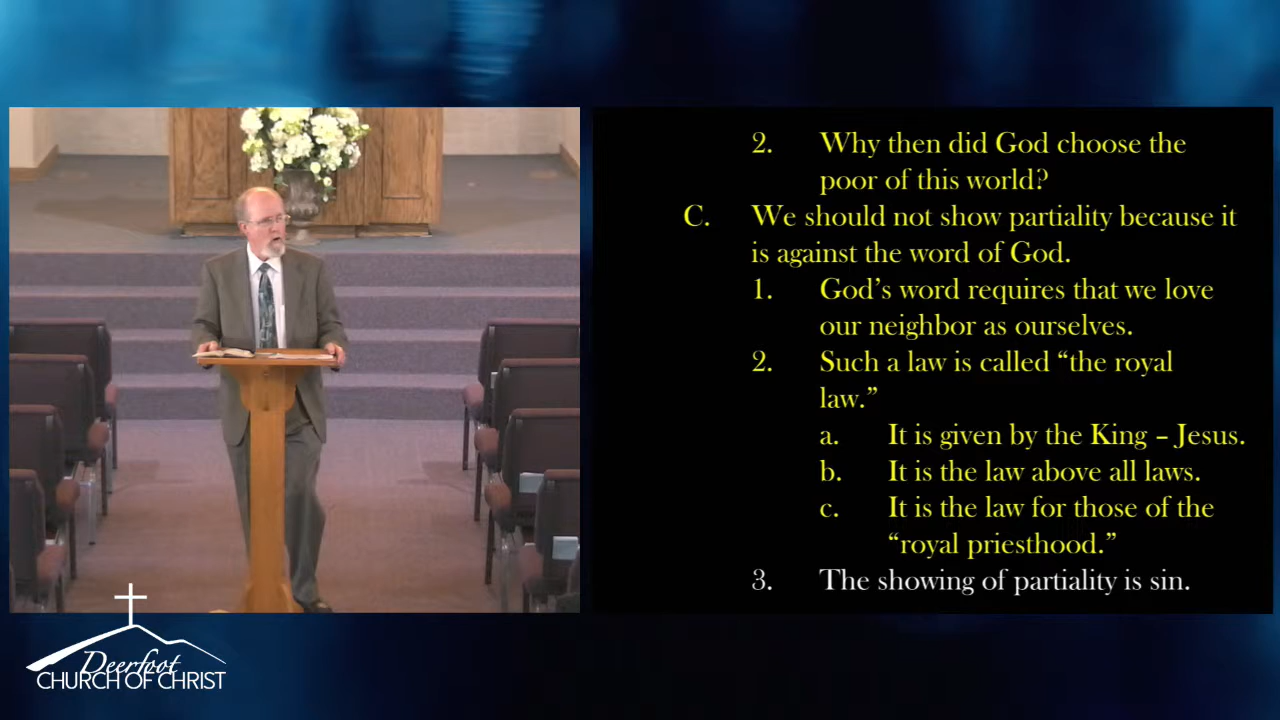 2. Why then did God choose the
poor of this world?
C. We should not show partiality because it
is against the word of God.
1. God's word requires that we love
our neighbor as ourselves.
2. Such a law is called “the royal
law.”
a. It is given by the King – Jesus.
b. It is the law above all laws.
c. It is the law for those of the
“royal priesthood.”
3. The showing of partiality is sin.
Deerfoot
CHURCH OF CHRIST